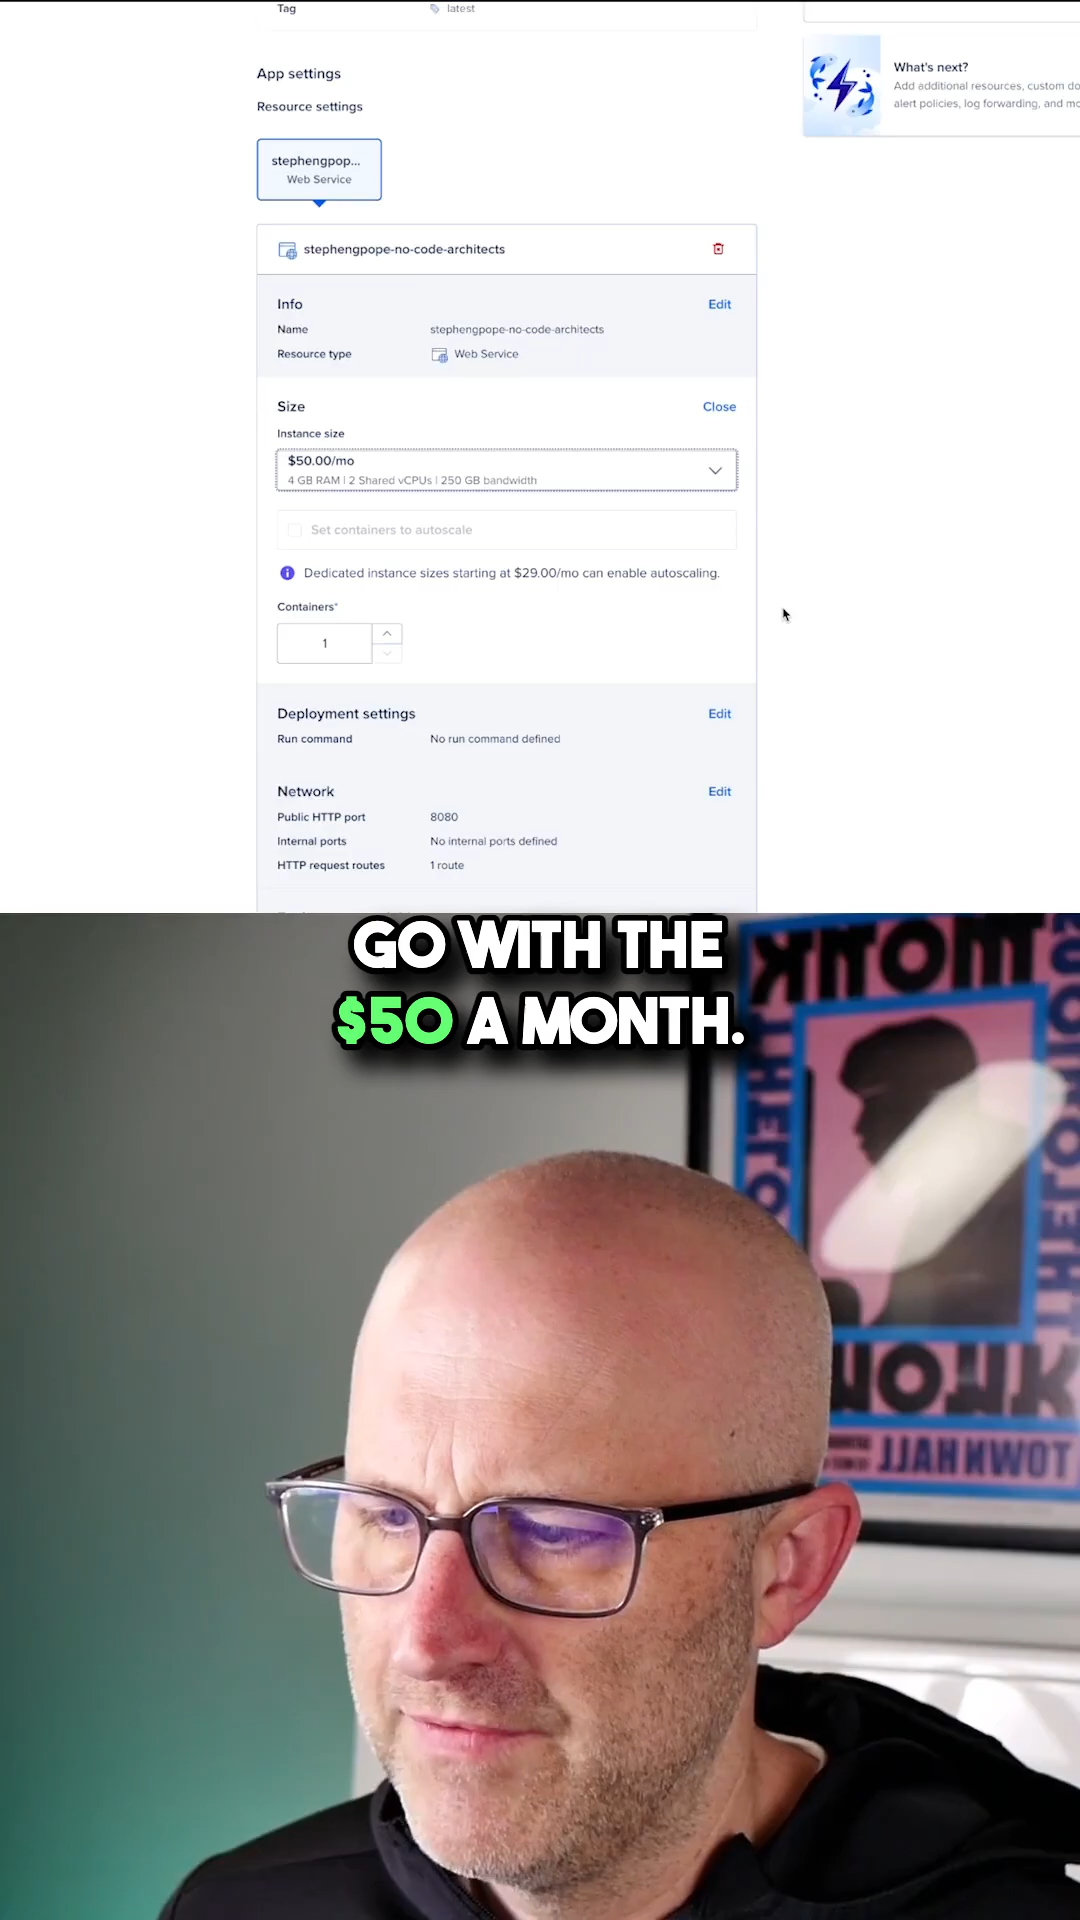 Tag latest
App settings
Resource settings
stephengpop...
Web Service
What's next?
Add additional resources, custom do
alert policies, log forwarding, and mo
stephengpope-no-code-architects
Info Edit
Name stephengpope-no-code-architects
Resource type Web Service
Size Close
Instance size
$50.00/mo
4 GB RAM | 2 Shared vCPUs | 250 GB bandwidth
Set containers to autoscale
Dedicated instance sizes starting at $29.00/mo can enable autoscaling.
Containers*
1
Deployment settings Edit
Run command No run command defined
Network Edit
Public HTTP port 8080
Internal ports No internal ports defined
HTTP request routes 1 route
GO WITH THE
$50 A MONTH.
MONK
MONK
TOWNHALL